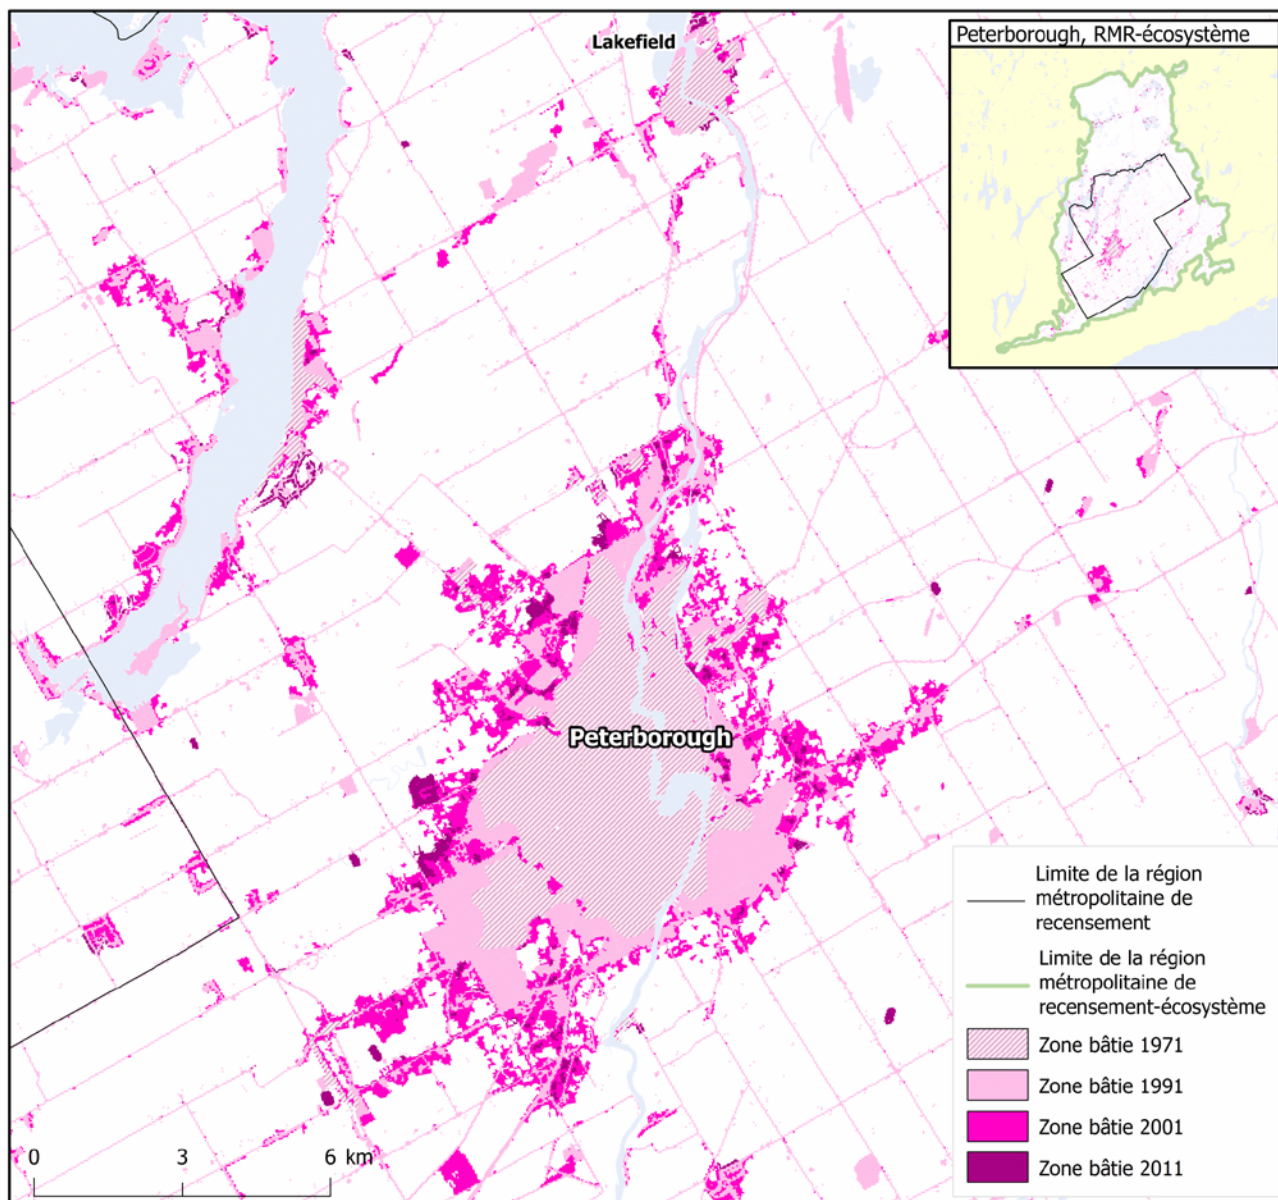 Lakefield
Peterborough, RMR-écosystème
Peterborough
Limite de la région
métropolitaine de
recensement
Limite de la région
métropolitaine de
recensement-écosystème
Zone bâtie 1971
Zone bâtie 1991
Zone bâtie 2001
Zone bâtie 2011
0 3 6 km